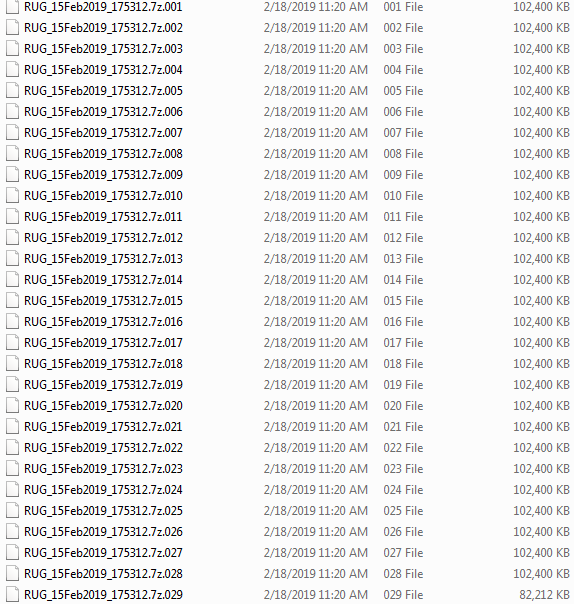 RUG_15Feb2019_175312.7z.001 2/18/2019 11:20 AM 001 File 102,400 KB
RUG_15Feb2019_175312.7z.002 2/18/2019 11:20 AM 002 File 102,400 KB
RUG_15Feb2019_175312.7z.003 2/18/2019 11:20 AM 003 File 102,400 KB
RUG_15Feb2019_175312.7z.004 2/18/2019 11:20 AM 004 File 102,400 KB
RUG_15Feb2019_175312.7z.005 2/18/2019 11:20 AM 005 File 102,400 KB
RUG_15Feb2019_175312.7z.006 2/18/2019 11:20 AM 006 File 102,400 KB
RUG_15Feb2019_175312.7z.007 2/18/2019 11:20 AM 007 File 102,400 KB
RUG_15Feb2019_175312.7z.008 2/18/2019 11:20 AM 008 File 102,400 KB
RUG_15Feb2019_175312.7z.009 2/18/2019 11:20 AM 009 File 102,400 KB
RUG_15Feb2019_175312.7z.010 2/18/2019 11:20 AM 010 File 102,400 KB
RUG_15Feb2019_175312.7z.011 2/18/2019 11:20 AM 011 File 102,400 KB
RUG_15Feb2019_175312.7z.012 2/18/2019 11:20 AM 012 File 102,400 KB
RUG_15Feb2019_175312.7z.013 2/18/2019 11:20 AM 013 File 102,400 KB
RUG_15Feb2019_175312.7z.014 2/18/2019 11:20 AM 014 File 102,400 KB
RUG_15Feb2019_175312.7z.015 2/18/2019 11:20 AM 015 File 102,400 KB
RUG_15Feb2019_175312.7z.016 2/18/2019 11:20 AM 016 File 102,400 KB
RUG_15Feb2019_175312.7z.017 2/18/2019 11:20 AM 017 File 102,400 KB
RUG_15Feb2019_175312.7z.018 2/18/2019 11:20 AM 018 File 102,400 KB
RUG_15Feb2019_175312.7z.019 2/18/2019 11:20 AM 019 File 102,400 KB
RUG_15Feb2019_175312.7z.020 2/18/2019 11:20 AM 020 File 102,400 KB
RUG_15Feb2019_175312.7z.021 2/18/2019 11:20 AM 021 File 102,400 KB
RUG_15Feb2019_175312.7z.022 2/18/2019 11:20 AM 022 File 102,400 KB
RUG_15Feb2019_175312.7z.023 2/18/2019 11:20 AM 023 File 102,400 KB
RUG_15Feb2019_175312.7z.024 2/18/2019 11:20 AM 024 File 102,400 KB
RUG_15Feb2019_175312.7z.025 2/18/2019 11:20 AM 025 File 102,400 KB
RUG_15Feb2019_175312.7z.026 2/18/2019 11:20 AM 026 File 102,400 KB
RUG_15Feb2019_175312.7z.027 2/18/2019 11:20 AM 027 File 102,400 KB
RUG_15Feb2019_175312.7z.028 2/18/2019 11:20 AM 028 File 102,400 KB
RUG_15Feb2019_175312.7z.029 2/18/2019 11:20 AM 029 File 82,212 KB